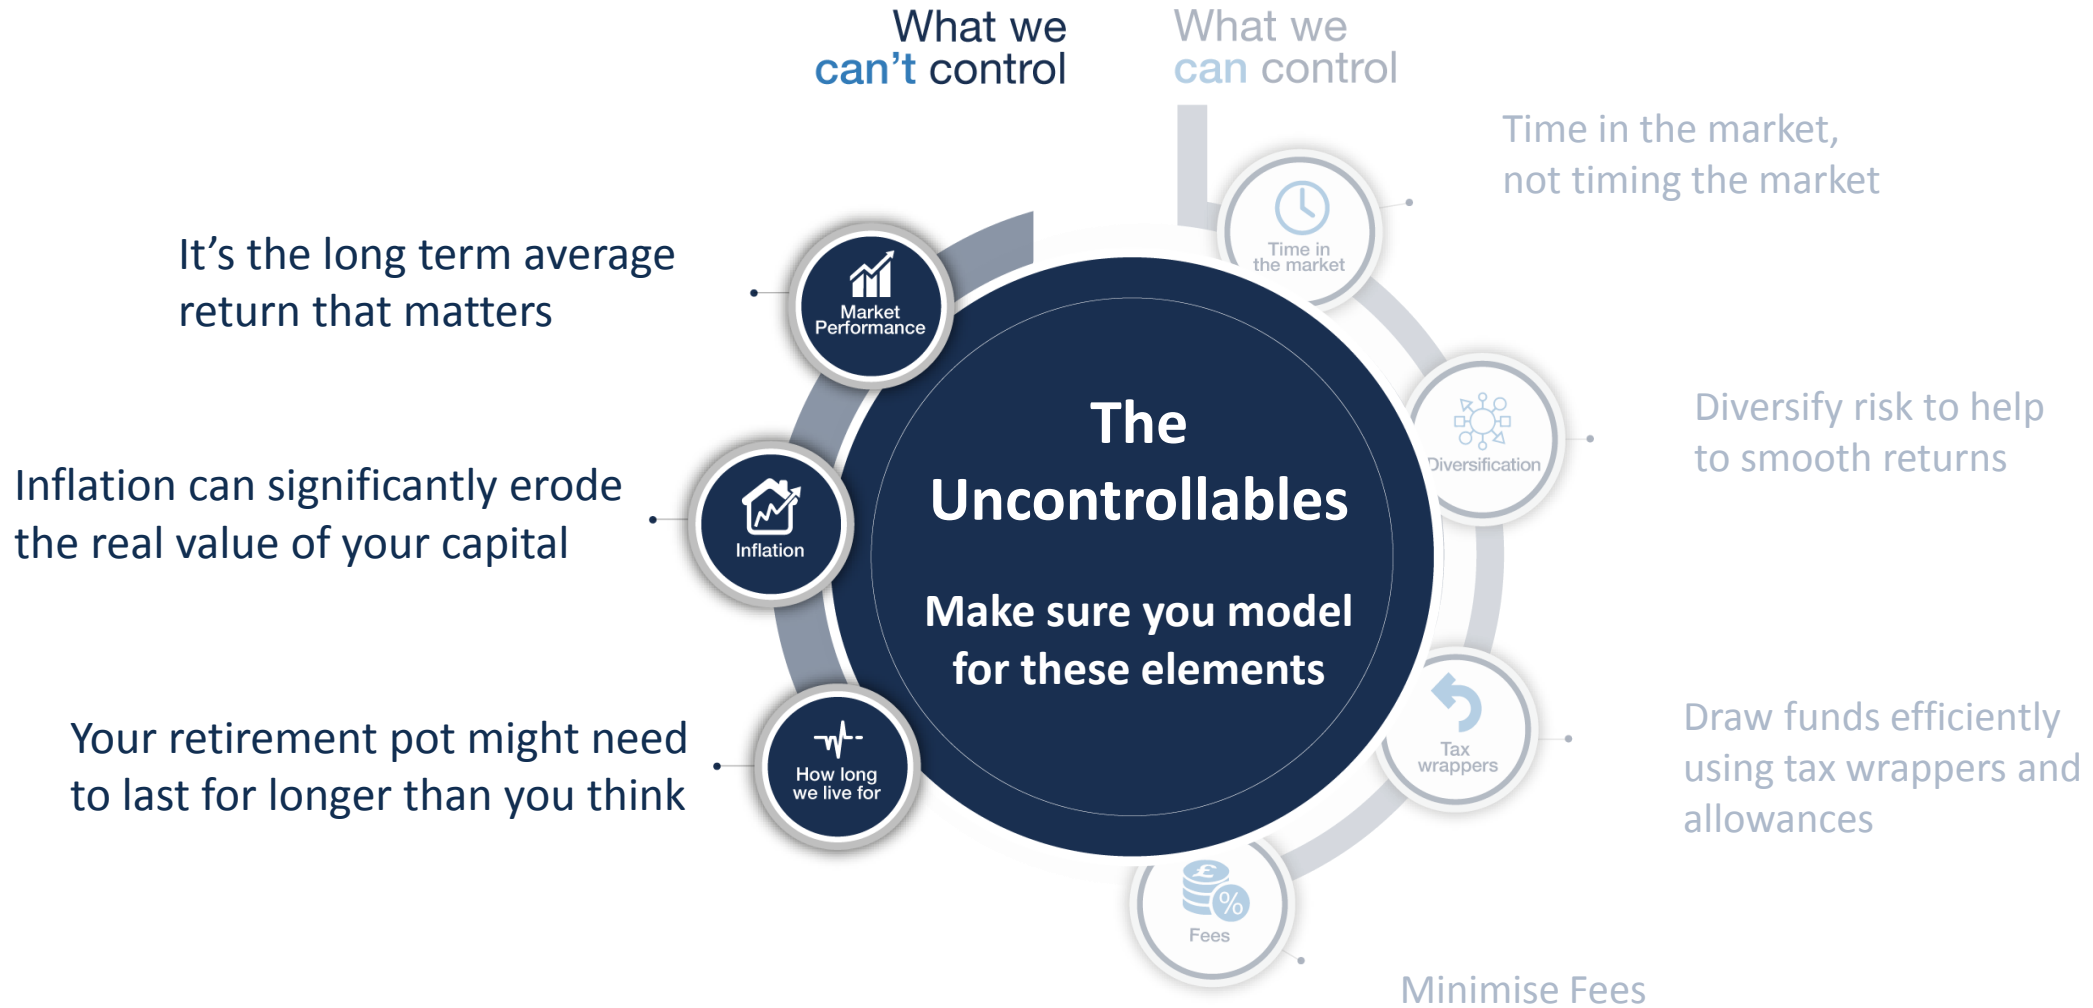 What we
can't control
What we
can control
Time in the market,
not timing the market
Time in
the market
It's the long term average
return that matters
Market
Performance
Diversify risk to help
to smooth returns
Diversification
The
Uncontrollables
Make sure you model
for these elements
Inflation can significantly erode
the real value of your capital
Inflation
Your retirement pot might need
to last for longer than you think
How long
we live for
Draw funds efficiently
using tax wrappers and
allowances
Tax
wrappers
£
%
Fees
Minimise Fees